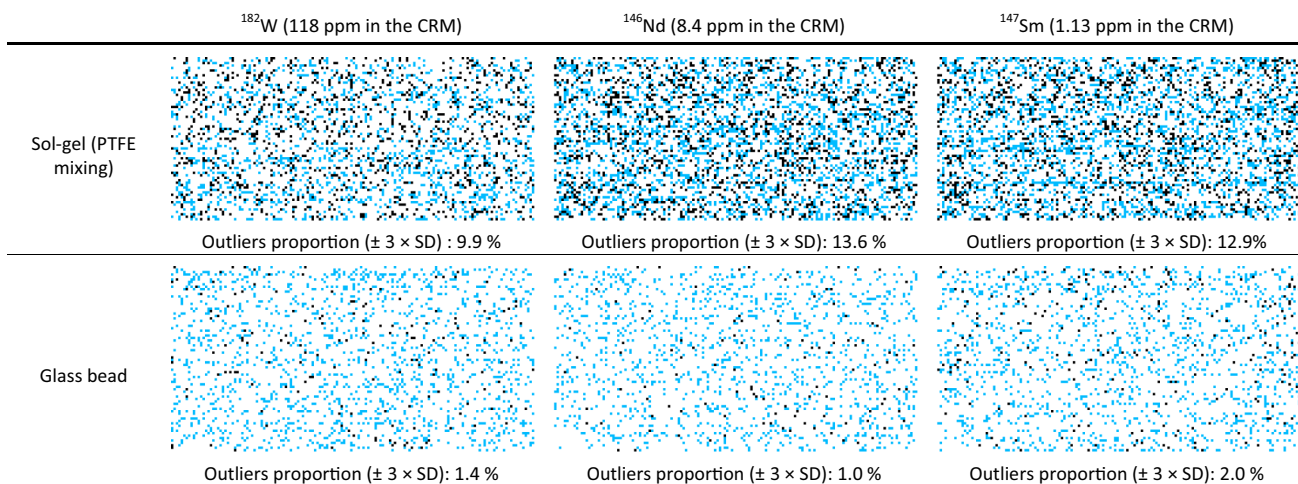 ¹⁸²W (118 ppm in the CRM) ¹⁴⁶Nd (8.4 ppm in the CRM) ¹⁴⁷Sm (1.13 ppm in the CRM)
Sol-gel (PTFE
mixing)
Outliers proportion (± 3 × SD) : 9.9 % Outliers proportion (± 3 × SD): 13.6 % Outliers proportion (± 3 × SD): 12.9%
Glass bead
Outliers proportion (± 3 × SD): 1.4 % Outliers proportion (± 3 × SD): 1.0 % Outliers proportion (± 3 × SD): 2.0 %